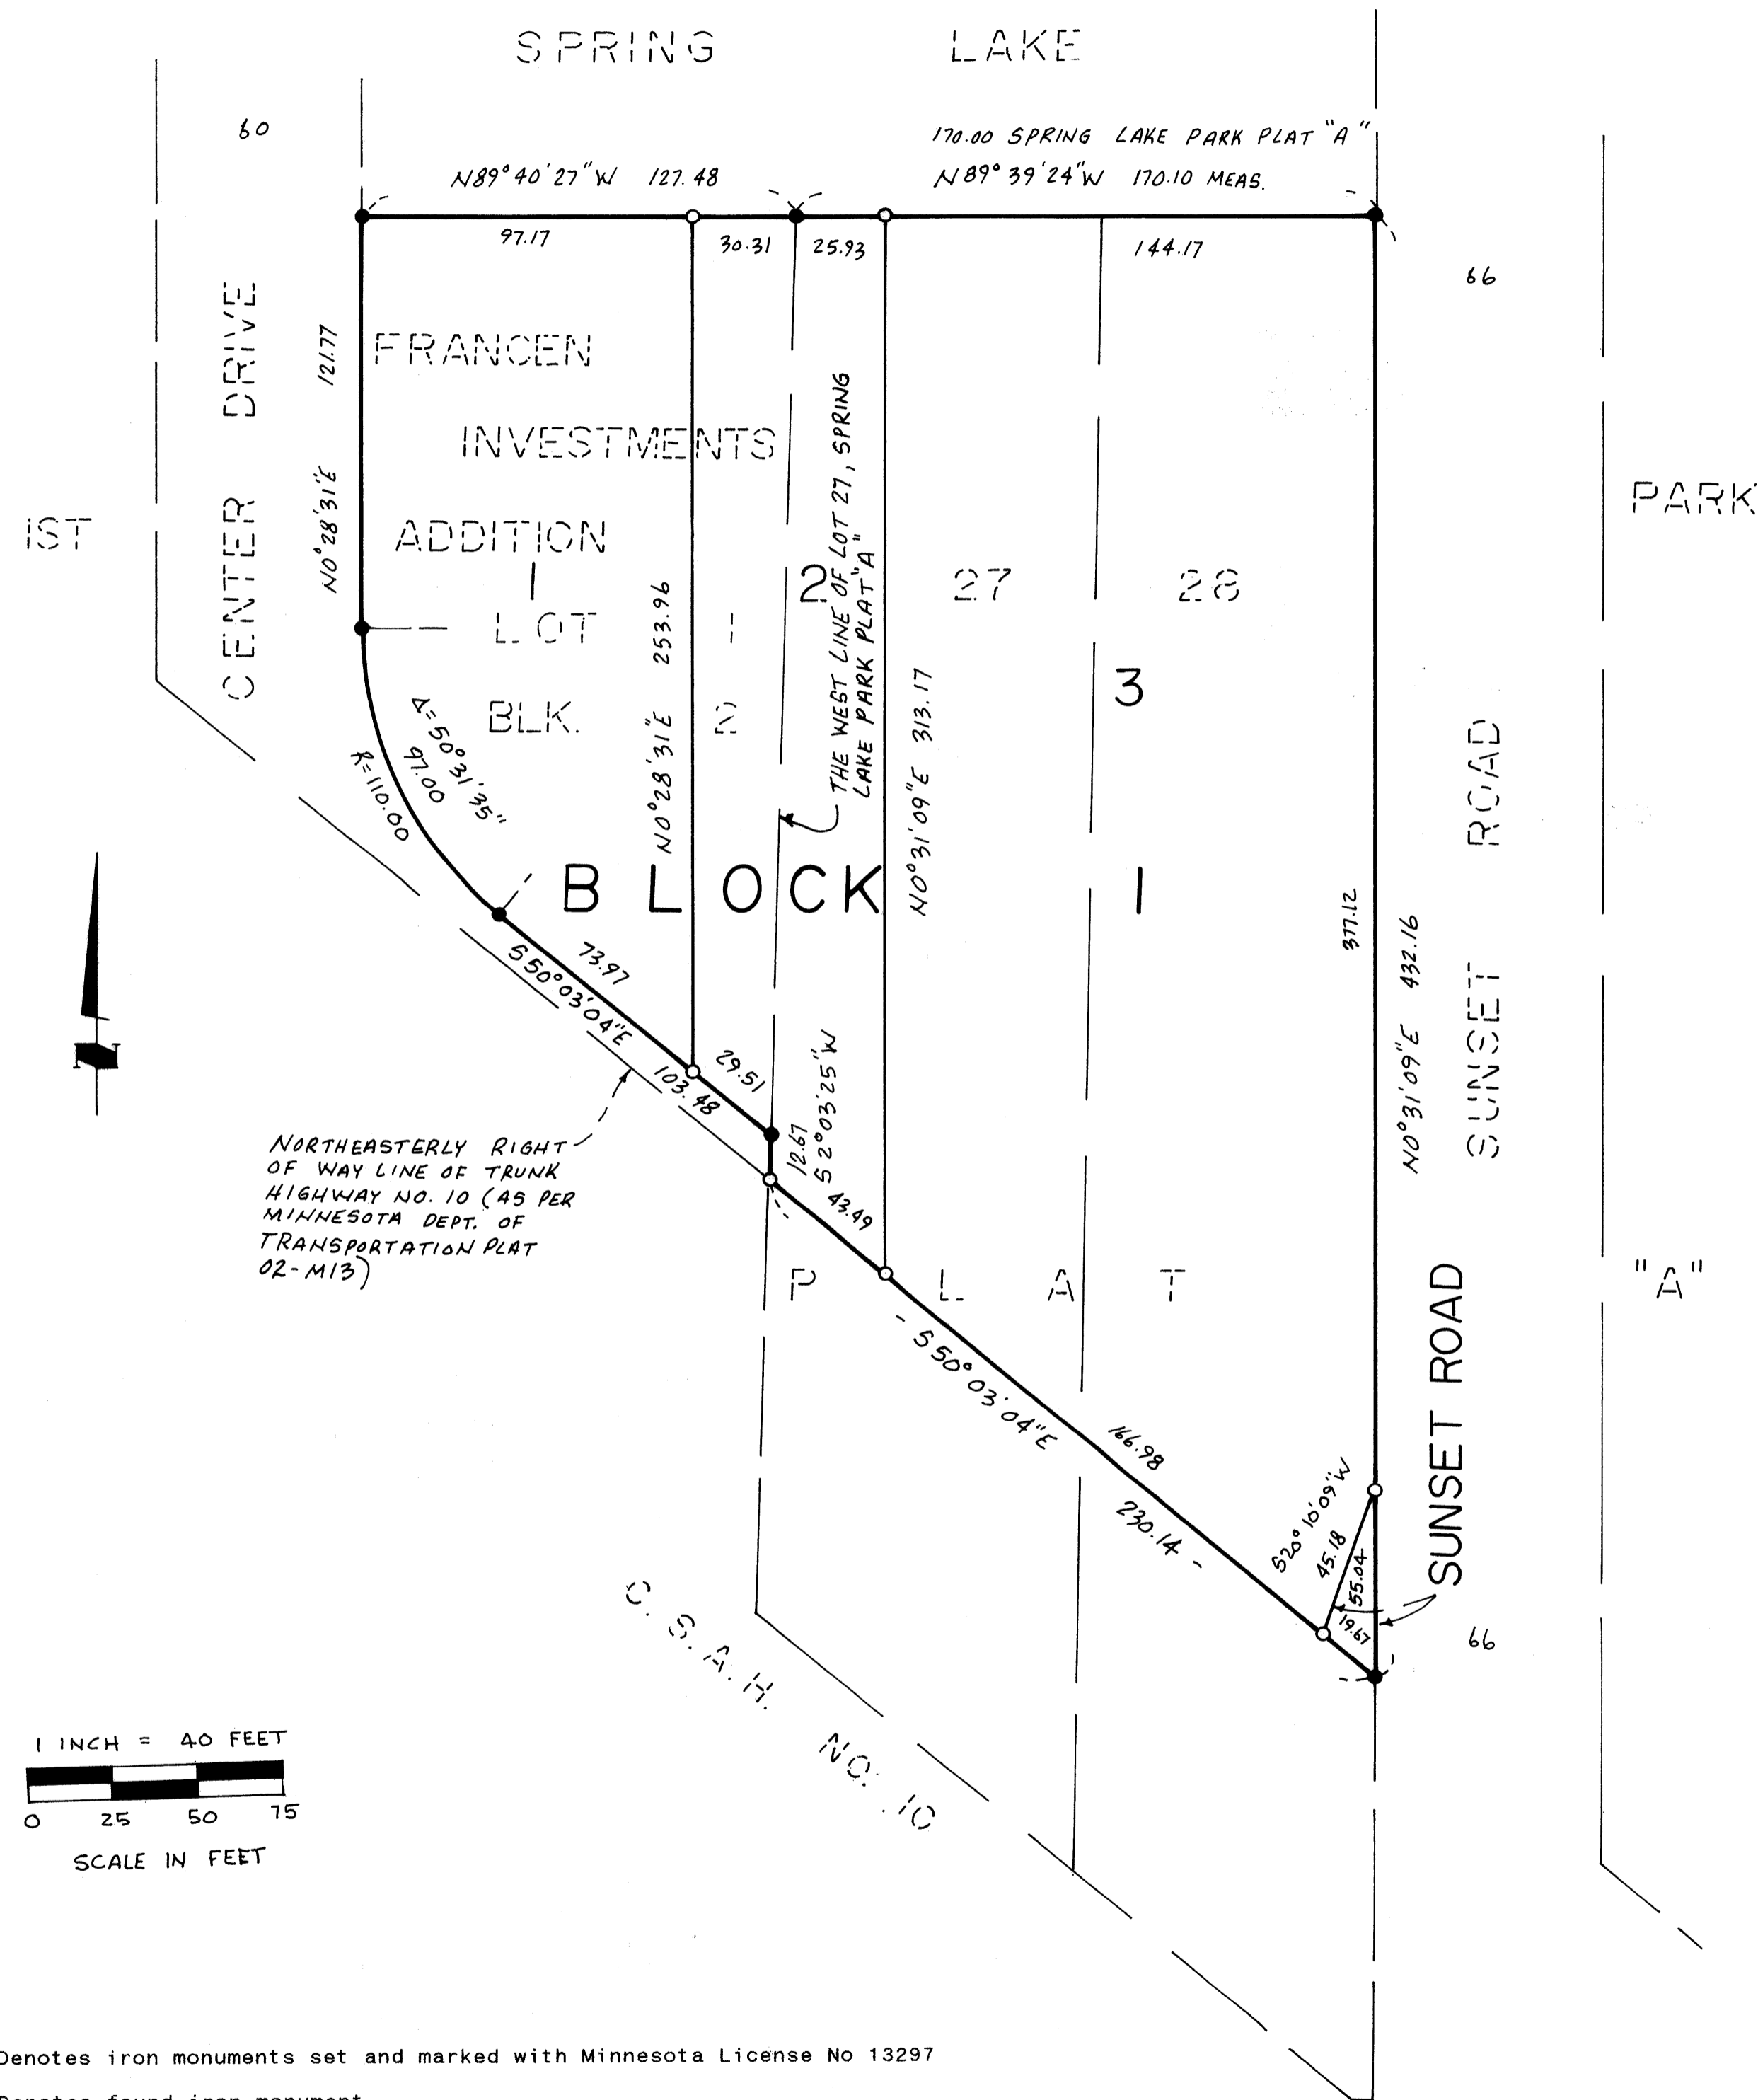 SPRING LAKE
60
170.00 SPRING LAKE PARK PLAT "A"
N89°40'27"W 127.48
N89°39'24"W 170.10 MEAS.
97.17
30.31
25.93
144.17
66
CENTER DRIVE
121.77
N0°28'31"E
FRANCEN
INVESTMENTS
ADDITION
1
LOT 1
BLK. 2
1ST
PARK
N0°28'31"E 253.96
2
THE WEST LINE OF LOT 27, SPRING
LAKE PARK PLAT "A"
27
28
3
N0°31'09"E 313.17
Δ=50°31'35"
97.00
R=110.00
BLOCK 1
377.12
N0°31'09"E 432.16
SUNSET ROAD
73.97
S50°03'04"E
103.48
29.51
12.67
S2°03'25"W
43.49
NORTHEASTERLY RIGHT
OF WAY LINE OF TRUNK
HIGHWAY NO. 10 (AS PER
MINNESOTA DEPT. OF
TRANSPORTATION PLAT
02-M13)
N
PLAT
"A"
- S50°03'04"E
166.98
230.14 -
S20°10'09"W
45.18
55.04
19.67
SUNSET ROAD
66
C.S.A.H. NO. 10
1 INCH = 40 FEET
0 25 50 75
SCALE IN FEET
Denotes iron monuments set and marked with Minnesota License No 13297
Denotes found iron monument